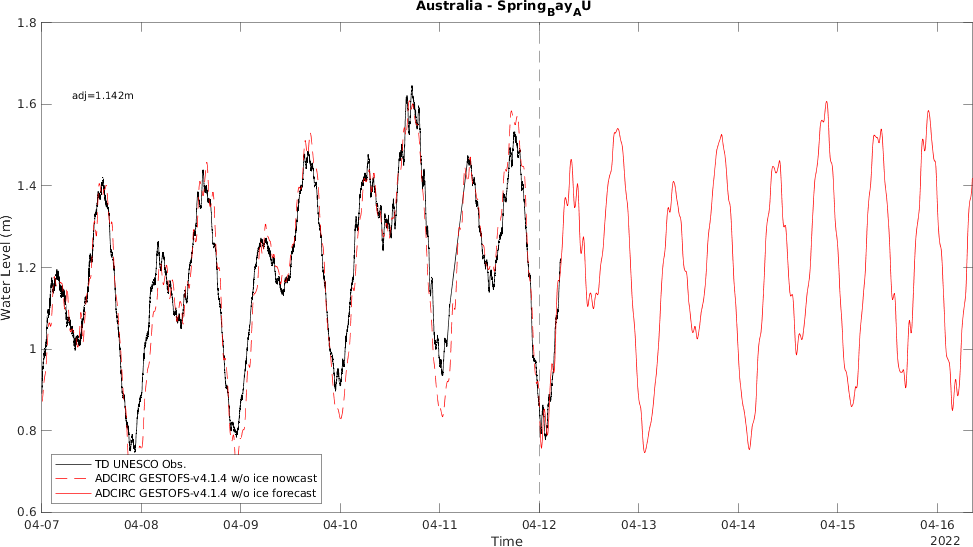 Australia - SpringBayAU
1.8
adj=1.142m
1.6
1.4
1.2
1
0.8
0.6
Water Level (m)
TD UNESCO Obs.
ADCIRC GESTOFS-v4.1.4 w/o ice nowcast
ADCIRC GESTOFS-v4.1.4 w/o ice forecast
04-07 04-08 04-09 04-10 04-11 04-12 04-13 04-14 04-15 04-16
Time
2022